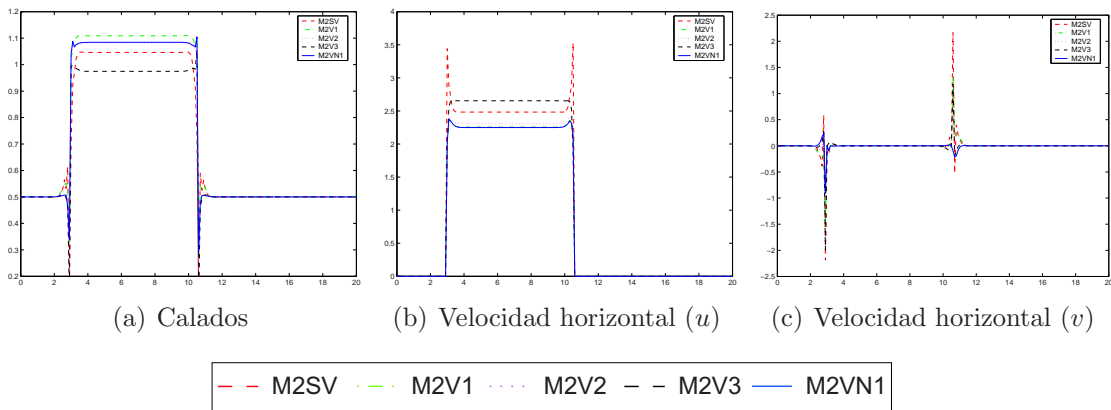 1.2
1.1
1
0.9
0.8
0.7
0.6
0.5
0.4
0.3
0.2
0 2 4 6 8 10 12 14 16 18 20
M2SV
M2V1
M2V2
M2V3
M2VN1
(a) Calados
4
3.5
3
2.5
2
1.5
1
0.5
0
0 2 4 6 8 10 12 14 16 18 20
M2SV
M2V1
M2V2
M2V3
M2VN1
(b) Velocidad horizontal (u)
2.5
2
1.5
1
0.5
0
−0.5
−1
−1.5
−2
−2.5
0 2 4 6 8 10 12 14 16 18 20
M2SV
M2V1
M2V2
M2V3
M2VN1
(c) Velocidad horizontal (v)
M2SV M2V1 M2V2 M2V3 M2VN1